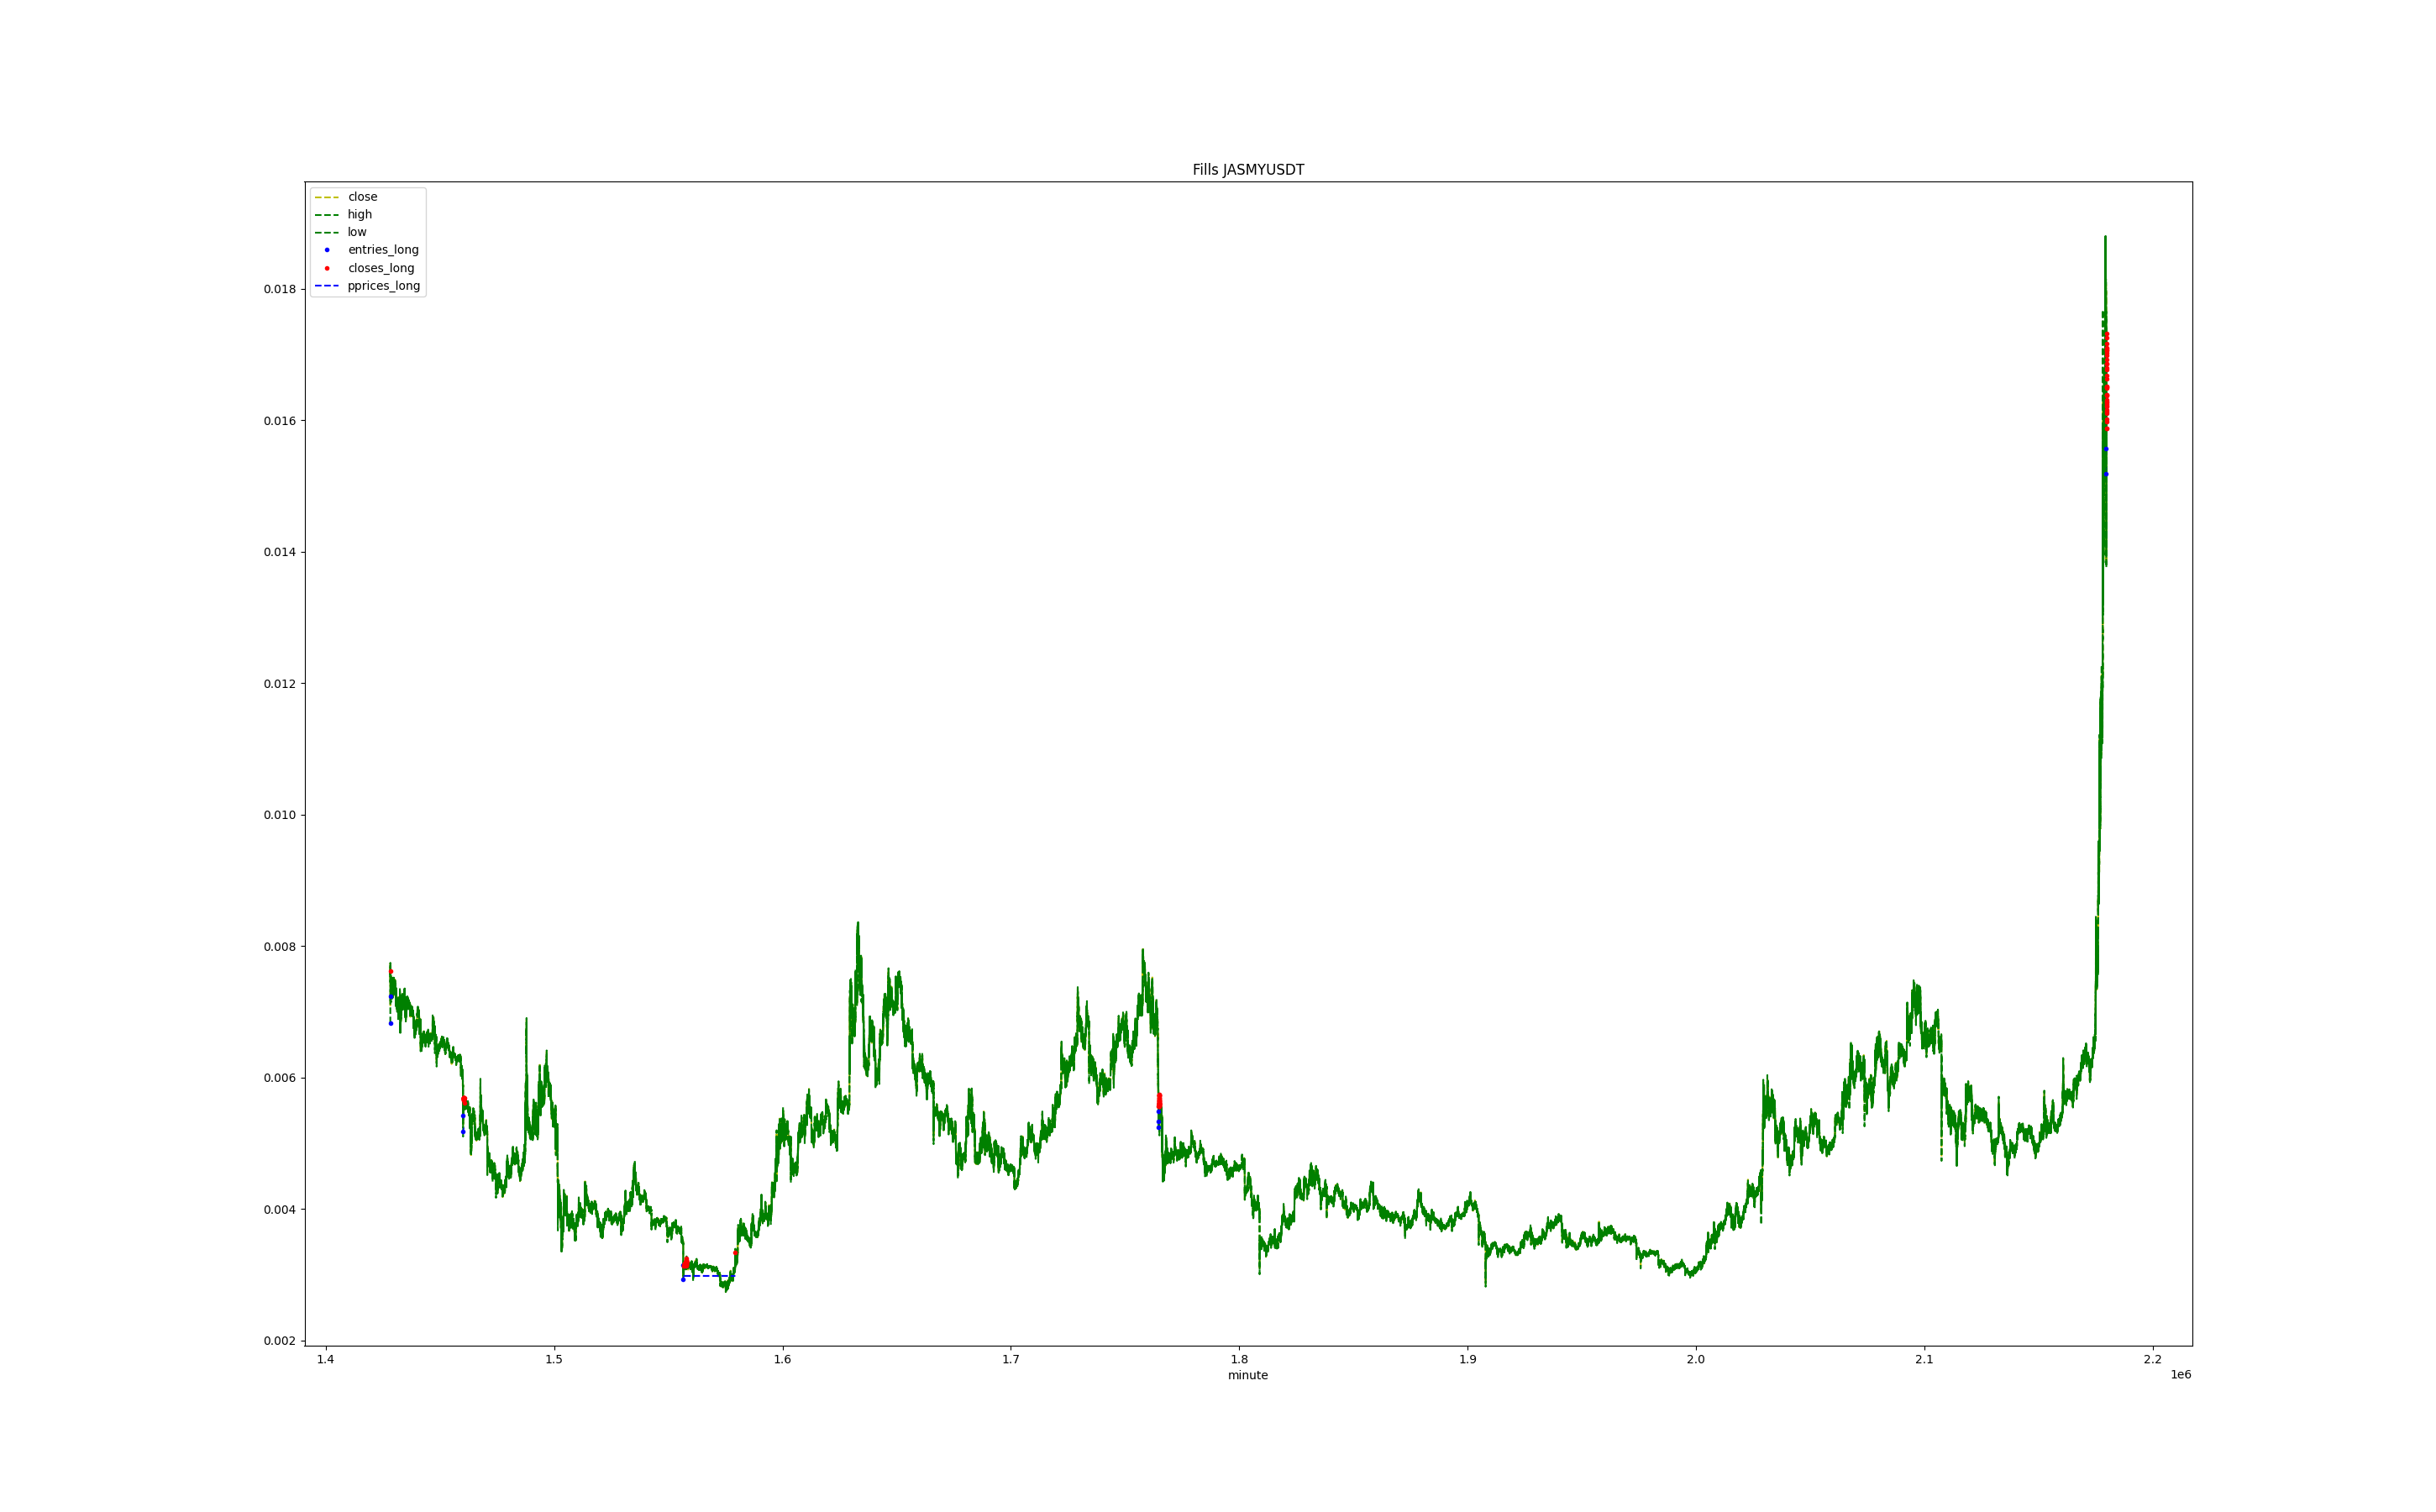 Fills JASMYUSDT
close
high
low
entries_long
closes_long
pprices_long
0.018
0.016
0.014
0.012
0.010
0.008
0.006
0.004
0.002
1.4 1.5 1.6 1.7 1.8 1.9 2.0 2.1 2.2
minute
1e6